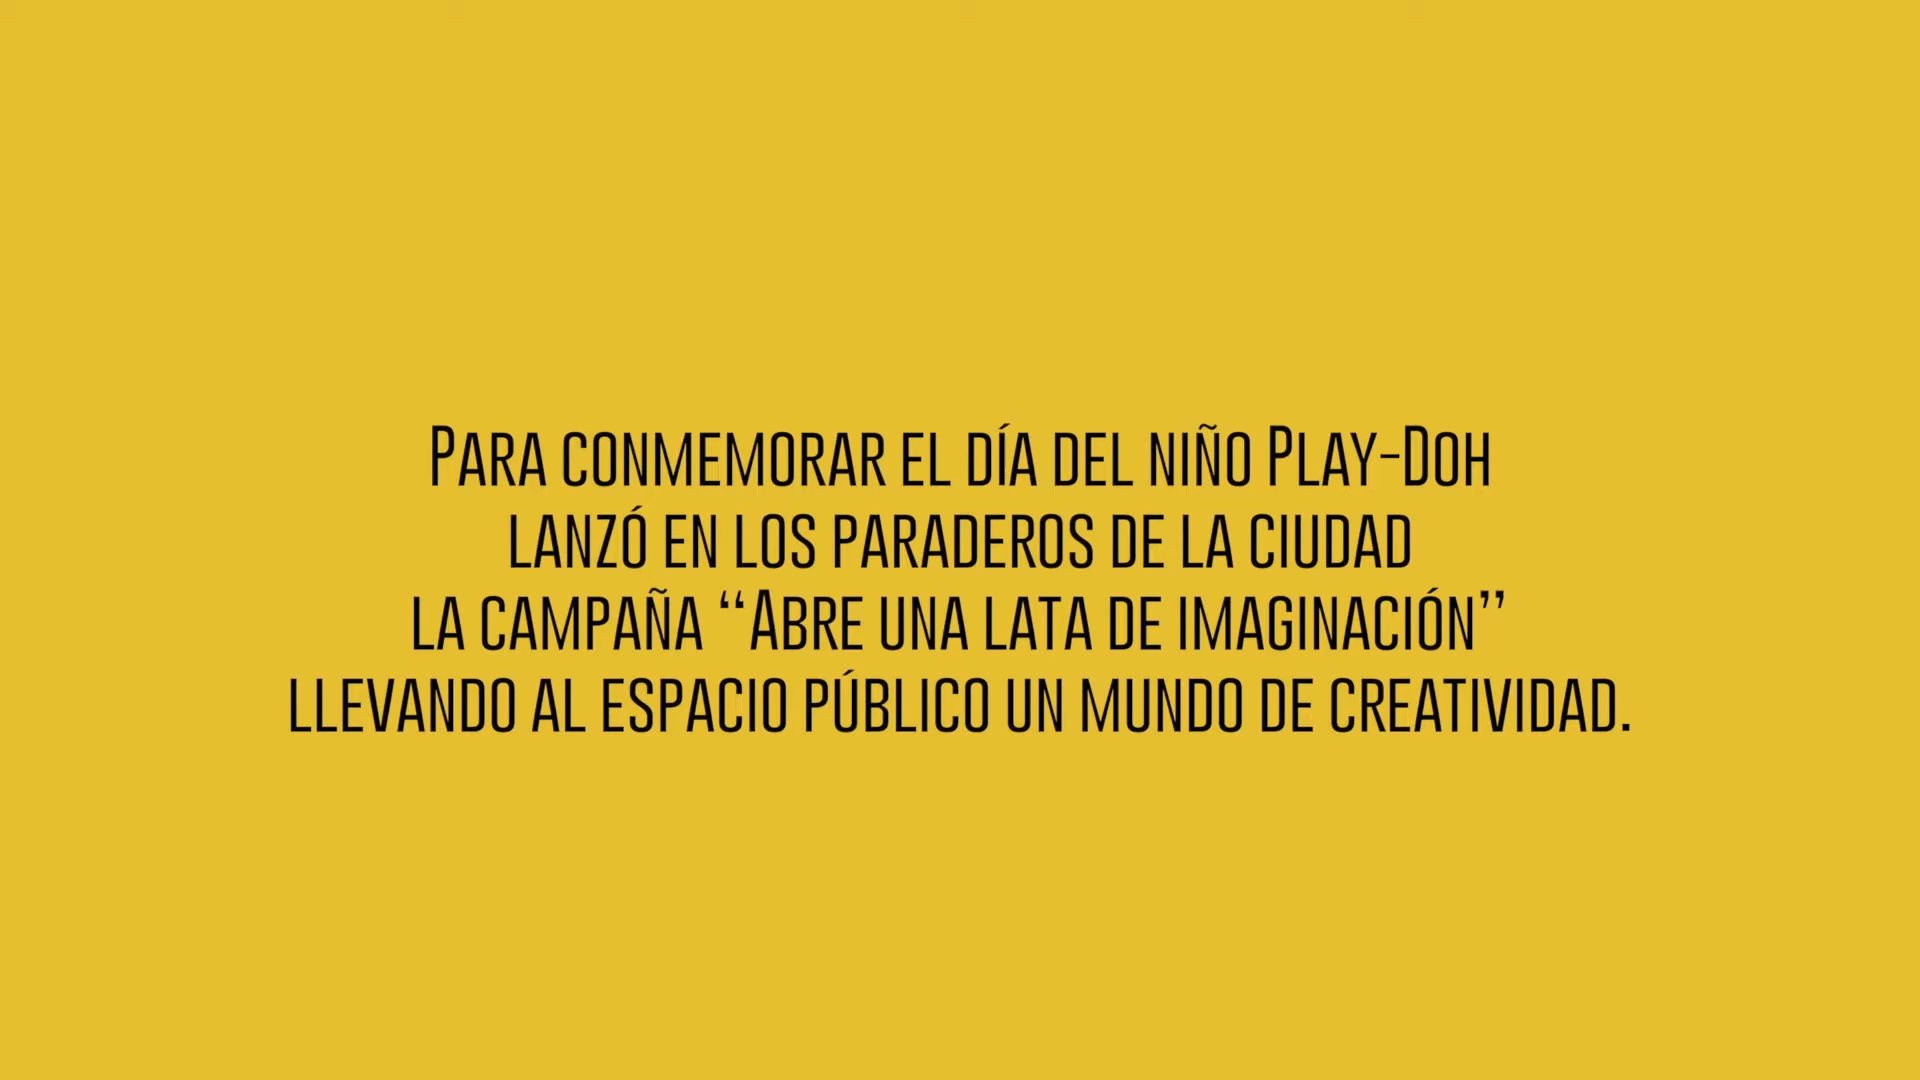 Para conmemorar el día del niño Play-Doh
lanzó en los paraderos de la ciudad
la campaña “Abre una lata de imaginación”
llevando al espacio público un mundo de creatividad.